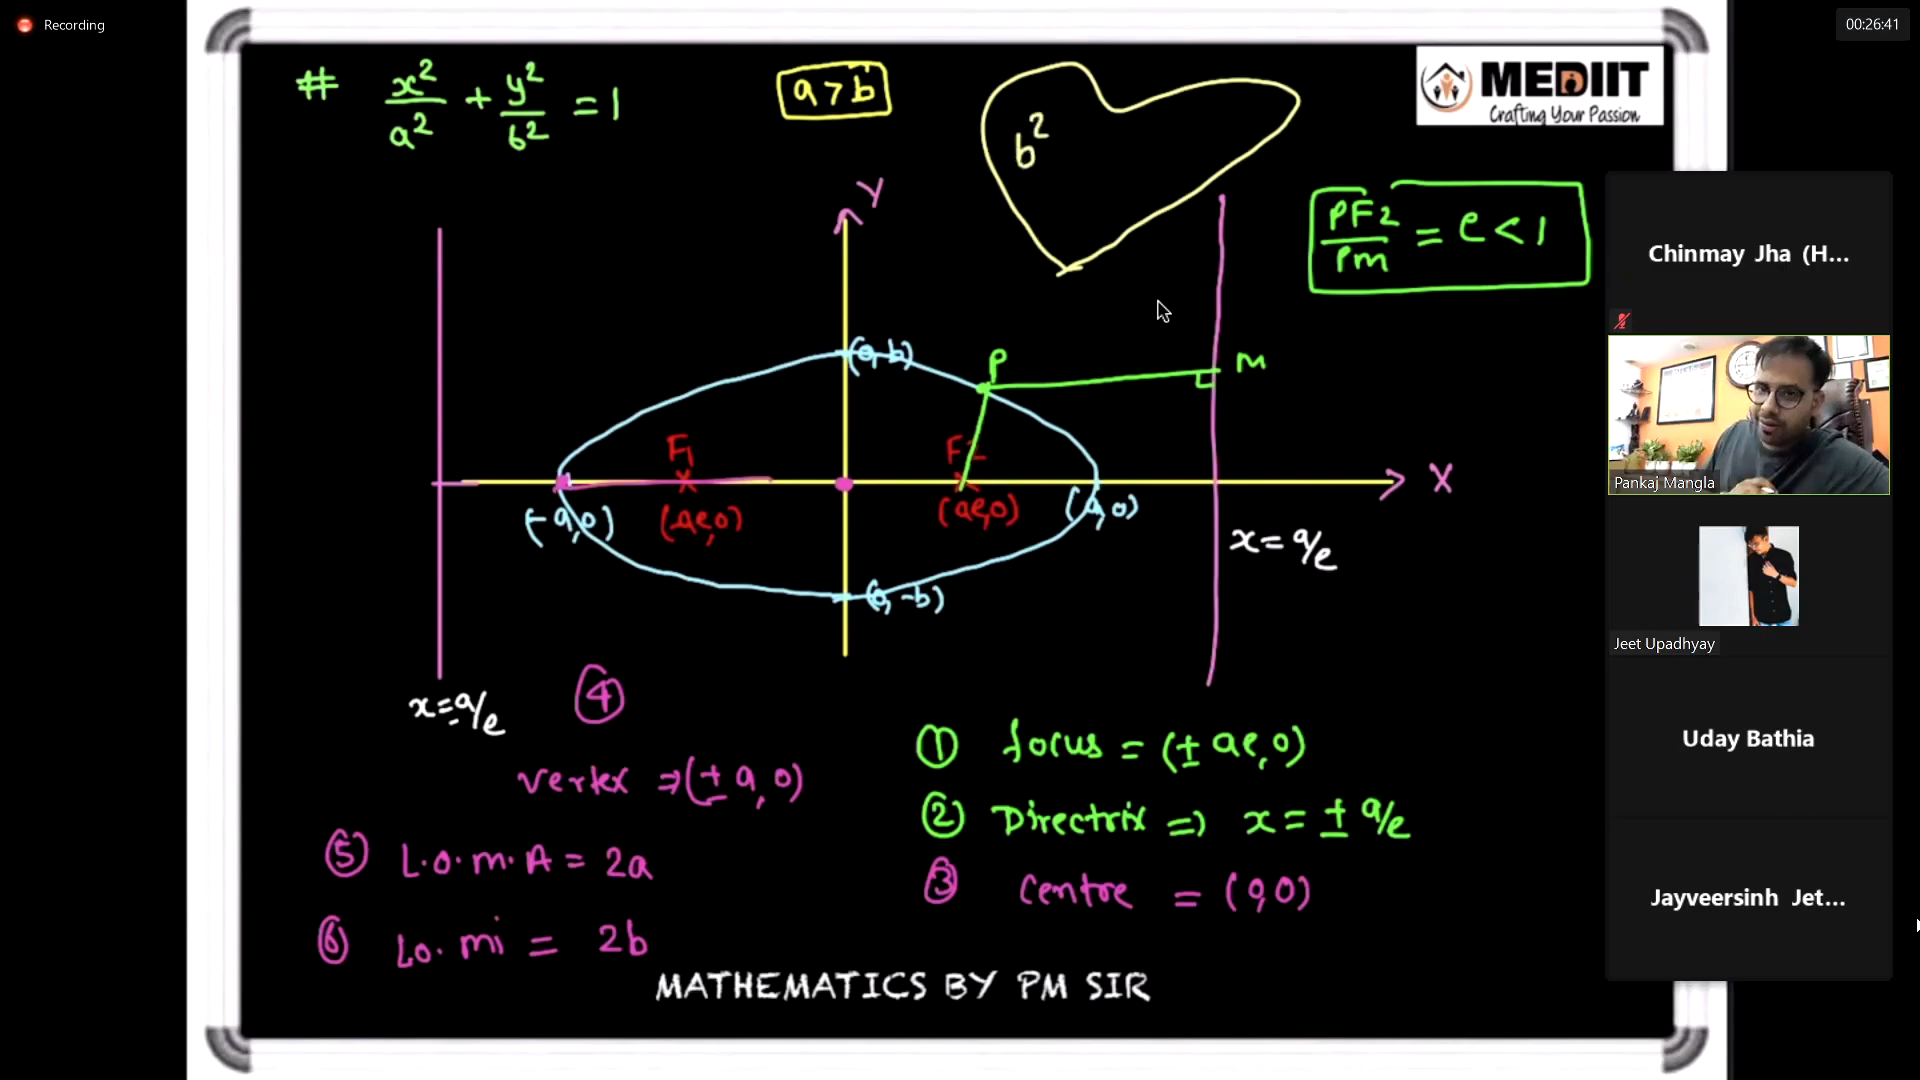 Recording
00:26:41
# x²/a² + y²/b² = 1
a > b
b²
MEDIIT
Crafting Your Passion
PF2/PM = e < 1
Y
(0,b)
P
M
F1
F2
X
(-a,0)
(-ae,0)
(ae,0)
(a,0)
x = a/e
(0,-b)
x = -a/e
④
vertex ⇒ (± a, 0)
⑤ L.O.M.A = 2a
⑥ L.O. mi = 2b
① focus = (± ae, 0)
② Directrix ⇒ x = ± a/e
③ Centre = (0,0)
MATHEMATICS BY PM SIR
Chinmay Jha (H...
Pankaj Mangla
Jeet Upadhyay
Uday Bathia
Jayveersinh Jet...